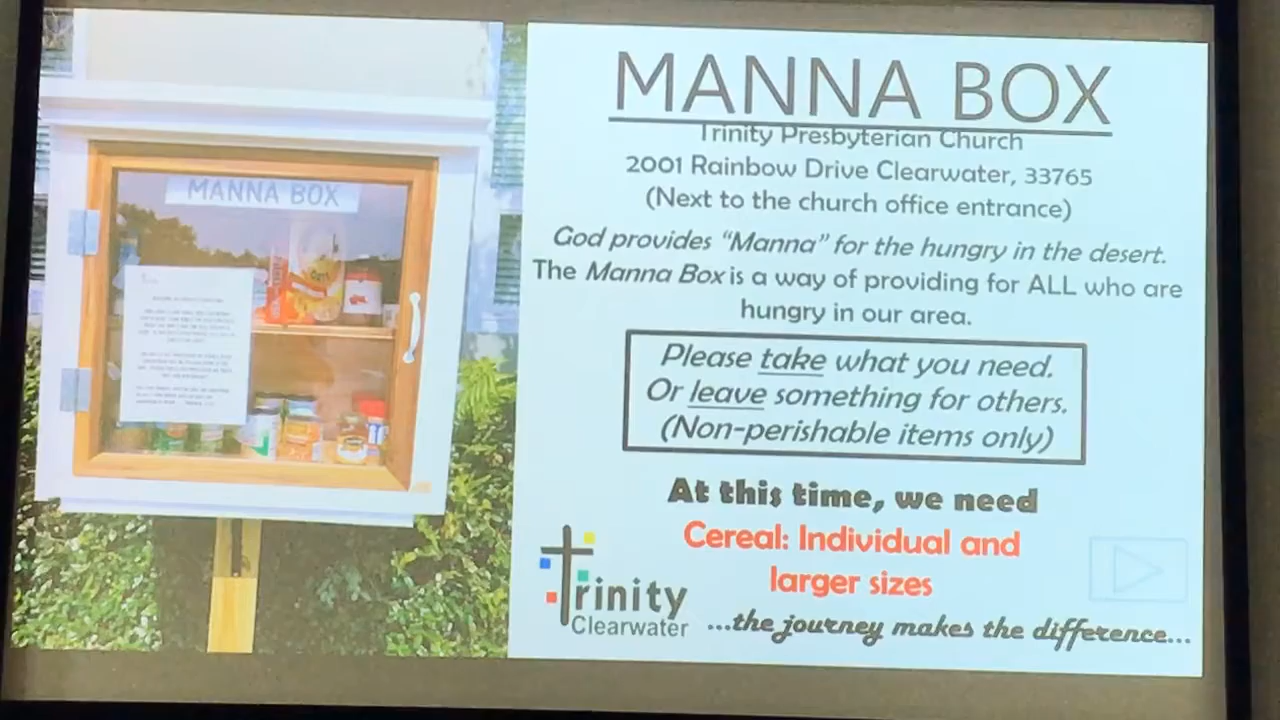 MANNA BOX
MANNA BOX
Trinity Presbyterian Church
2001 Rainbow Drive Clearwater, 33765
(Next to the church office entrance)
God provides “Manna” for the hungry in the desert.
The Manna Box is a way of providing for ALL who are
hungry in our area.
Please take what you need.
Or leave something for others.
(Non-perishable items only)
At this time, we need
Cereal: Individual and
larger sizes
Trinity
Clearwater
...the journey makes the difference...